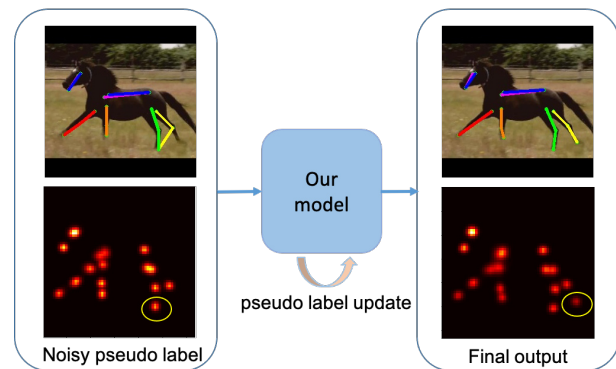 Our
model
pseudo label update
Noisy pseudo label
Final output